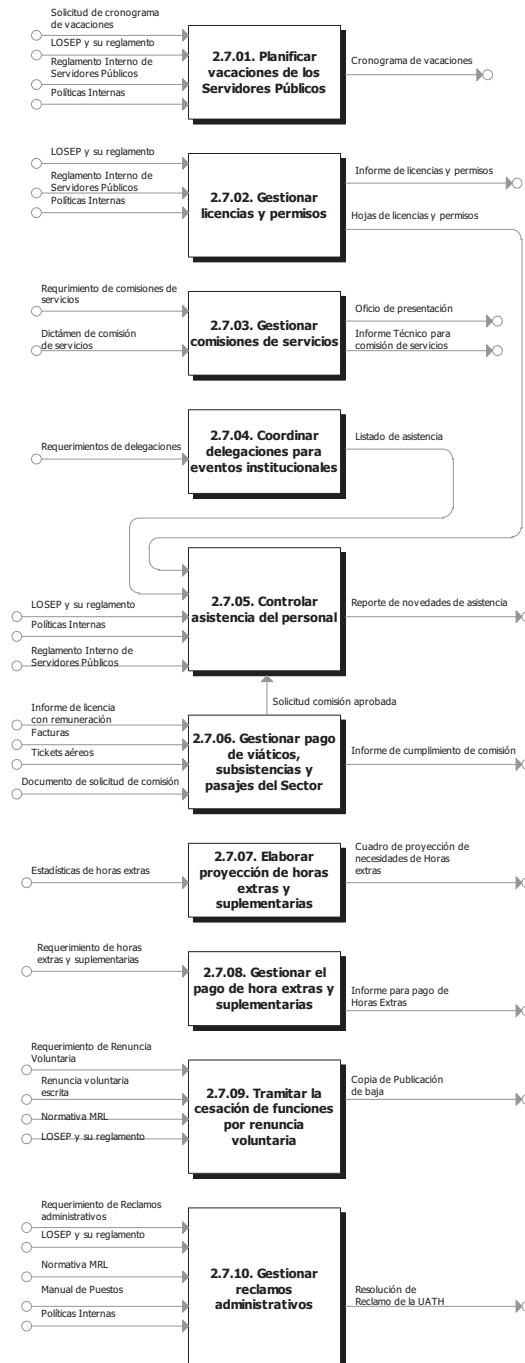 Solicitud de cronograma
de vacaciones
LOSEP y su reglamento
Reglamento Interno de
Servidores Públicos
Políticas Internas
2.7.01. Planificar
vacaciones de los
Servidores Públicos
Cronograma de vacaciones
LOSEP y su reglamento
Reglamento Interno de
Servidores Públicos
Políticas Internas
2.7.02. Gestionar
licencias y permisos
Informe de licencias y permisos
Hojas de licencias y permisos
Requrimiento de comisiones de
servicios
Dictámen de comisión
de servicios
2.7.03. Gestionar
comisiones de servicios
Oficio de presentación
Informe Técnico para
comisión de servicios
Requerimientos de delegaciones
2.7.04. Coordinar
delegaciones para
eventos institucionales
Listado de asistencia
LOSEP y su reglamento
Políticas Internas
Reglamento Interno de
Servidores Públicos
2.7.05. Controlar
asistencia del personal
Reporte de novedades de asistencia
Solicitud comisión aprobada
Informe de licencia
con remuneración
Facturas
Tickets aéreos
Documento de solicitud de comisión
2.7.06. Gestionar pago
de viáticos,
subsistencias y
pasajes del Sector
Informe de cumplimiento de comisión
Estadísticas de horas extras
2.7.07. Elaborar
proyección de horas
extras y
suplementarias
Cuadro de proyección de
necesidades de Horas
extras
Requerimiento de horas
extras y suplementarias
2.7.08. Gestionar el
pago de hora extras y
suplementarias
Informe para pago de
Horas Extras
Requerimiento de Renuncia
Voluntaria
Renuncia voluntaria
escrita
Normativa MRL
LOSEP y su reglamento
2.7.09. Tramitar la
cesación de funciones
por renuncia
voluntaria
Copia de Publicación
de baja
Requerimiento de Reclamos
administrativos
LOSEP y su reglamento
Normativa MRL
Manual de Puestos
Políticas Internas
2.7.10. Gestionar
reclamos
administrativos
Resolución de
Reclamo de la UATH